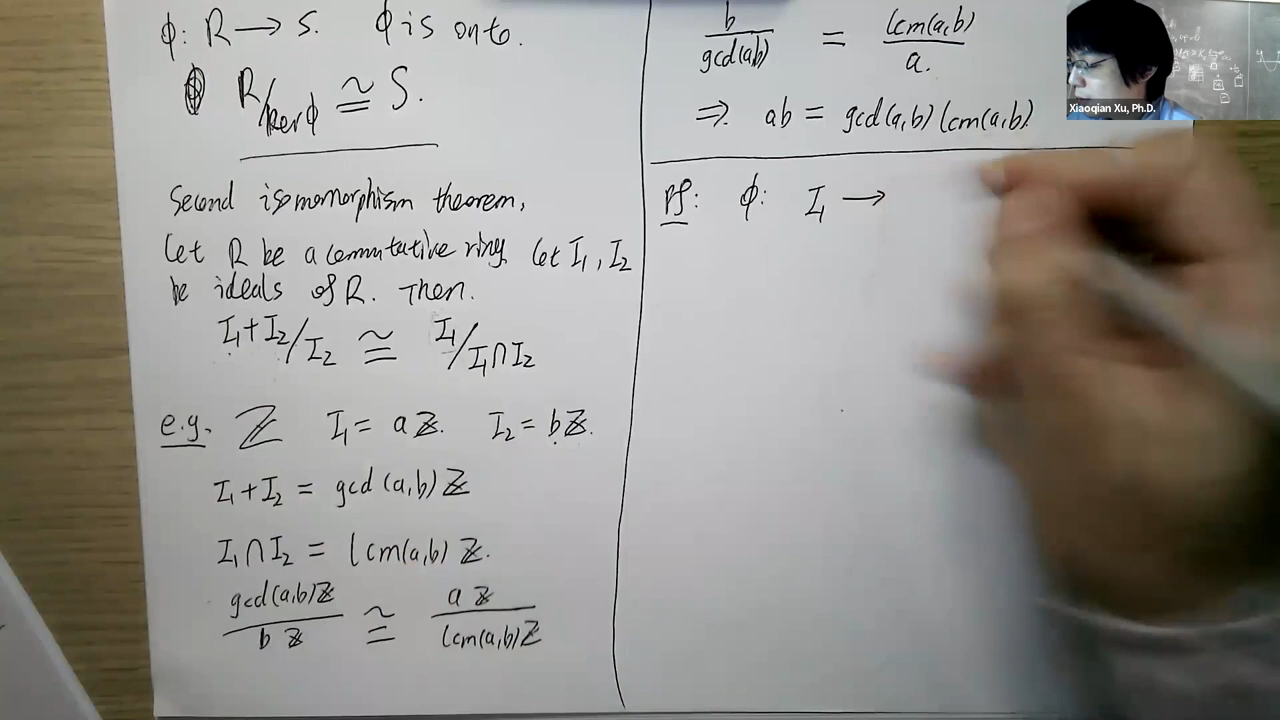 ϕ: R → S. ϕ is onto.
R/kerϕ ≅ S.
Second isomomorphism theorem,
Let R be a commutative ring. Let I₁, I₂
be ideals of R. Then.
I₁+I₂/I₂ ≅ I₁/I₁∩I₂
e.g. ℤ I₁ = aℤ. I₂ = bℤ.
I₁+I₂ = gcd(a,b)ℤ
I₁∩I₂ = lcm(a,b)ℤ.
gcd(a,b)ℤ / bℤ ≅ aℤ / lcm(a,b)ℤ
b / gcd(a,b) = lcm(a,b) / a.
⇒. ab = gcd(a,b) lcm(a,b)
Pf: ϕ: I₁ →
Xiaoqian Xu, Ph.D.